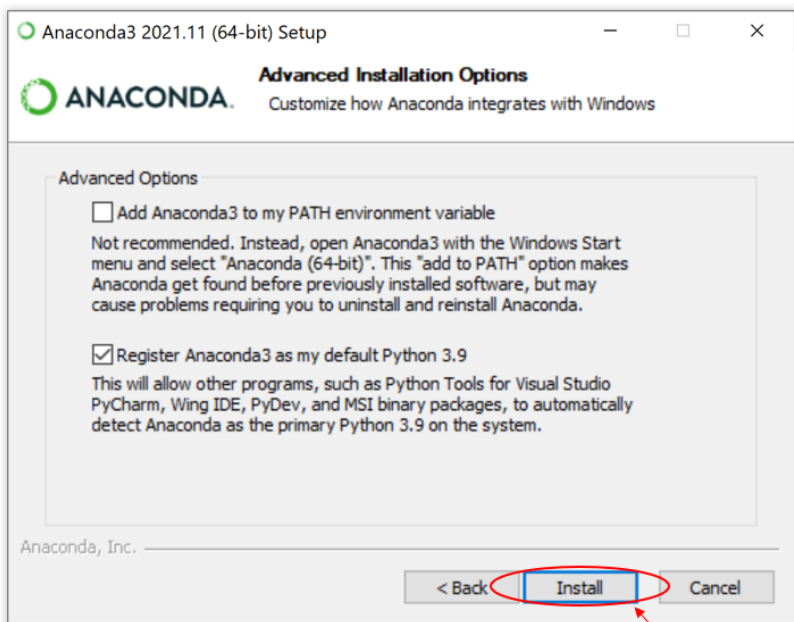 Anaconda3 2021.11 (64-bit) Setup
ANACONDA.
Advanced Installation Options
Customize how Anaconda integrates with Windows
Advanced Options
Add Anaconda3 to my PATH environment variable
Not recommended. Instead, open Anaconda3 with the Windows Start
menu and select "Anaconda (64-bit)". This "add to PATH" option makes
Anaconda get found before previously installed software, but may
cause problems requiring you to uninstall and reinstall Anaconda.
Register Anaconda3 as my default Python 3.9
This will allow other programs, such as Python Tools for Visual Studio
PyCharm, Wing IDE, PyDev, and MSI binary packages, to automatically
detect Anaconda as the primary Python 3.9 on the system.
Anaconda, Inc.
< Back Install Cancel